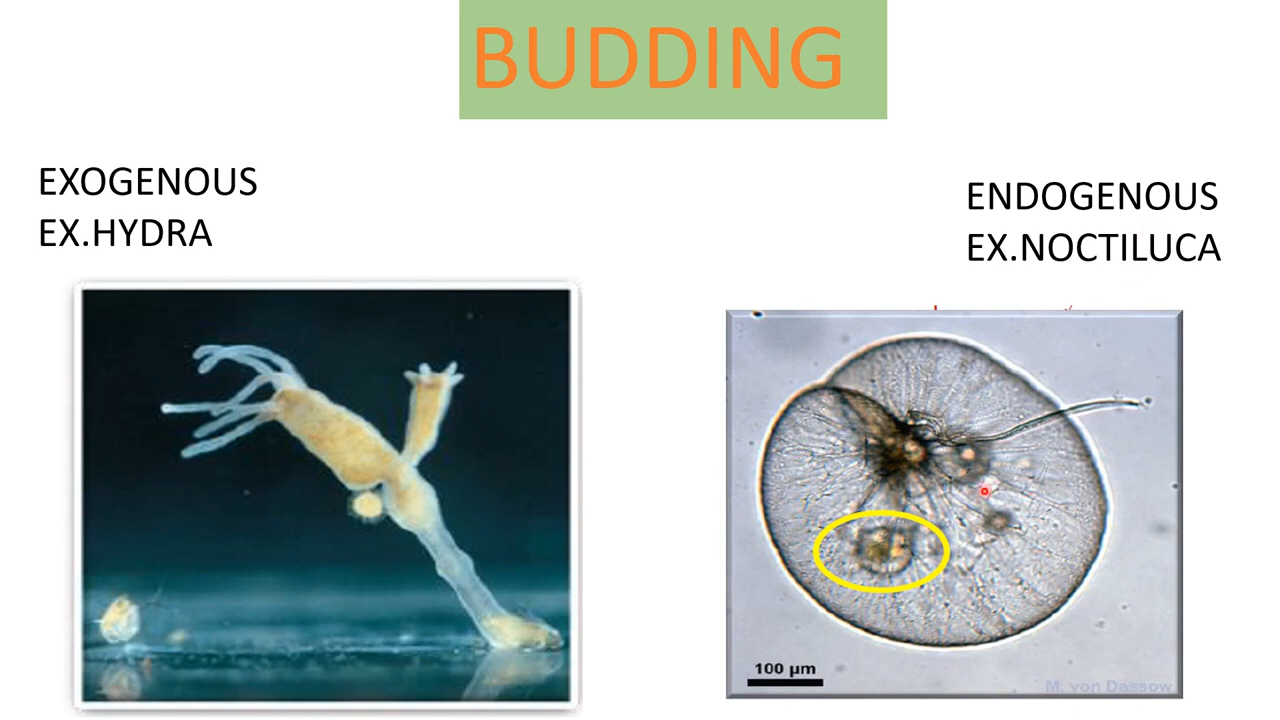 BUDDING
EXOGENOUS
EX.HYDRA
ENDOGENOUS
EX.NOCTILUCA
100 µm
M. von Dassow